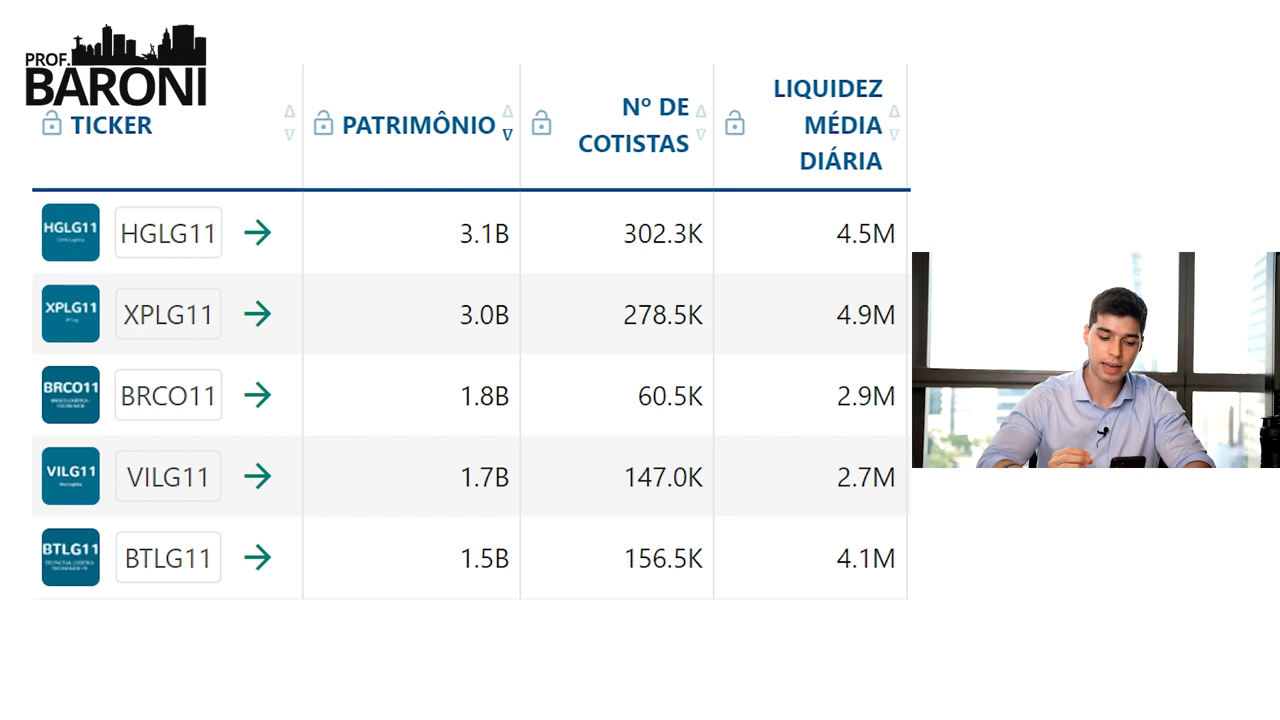 PROF.
BARONI
TICKER
PATRIMÔNIO
Nº DE
COTISTAS
LIQUIDEZ
MÉDIA
DIÁRIA
HGLG11 HGLG11 → 3.1B 302.3K 4.5M
XPLG11 XPLG11 → 3.0B 278.5K 4.9M
BRCO11 BRCO11 → 1.8B 60.5K 2.9M
VILG11 VILG11 → 1.7B 147.0K 2.7M
BTLG11 BTLG11 → 1.5B 156.5K 4.1M